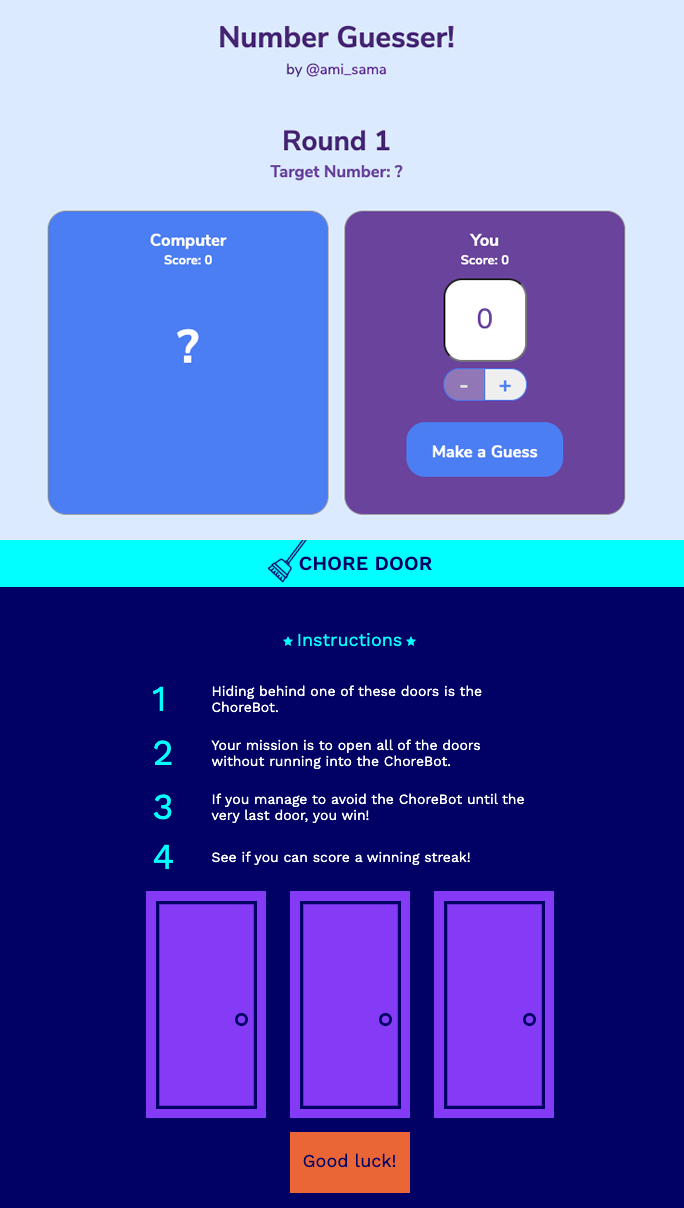 Number Guesser!
by @ami_sama
Round 1
Target Number: ?
Computer
Score: 0
?
You
Score: 0
0
- +
Make a Guess
CHORE DOOR
Instructions
1 Hiding behind one of these doors is the
ChoreBot.
2 Your mission is to open all of the doors
without running into the ChoreBot.
3 If you manage to avoid the ChoreBot until the
very last door, you win!
4 See if you can score a winning streak!
Good luck!